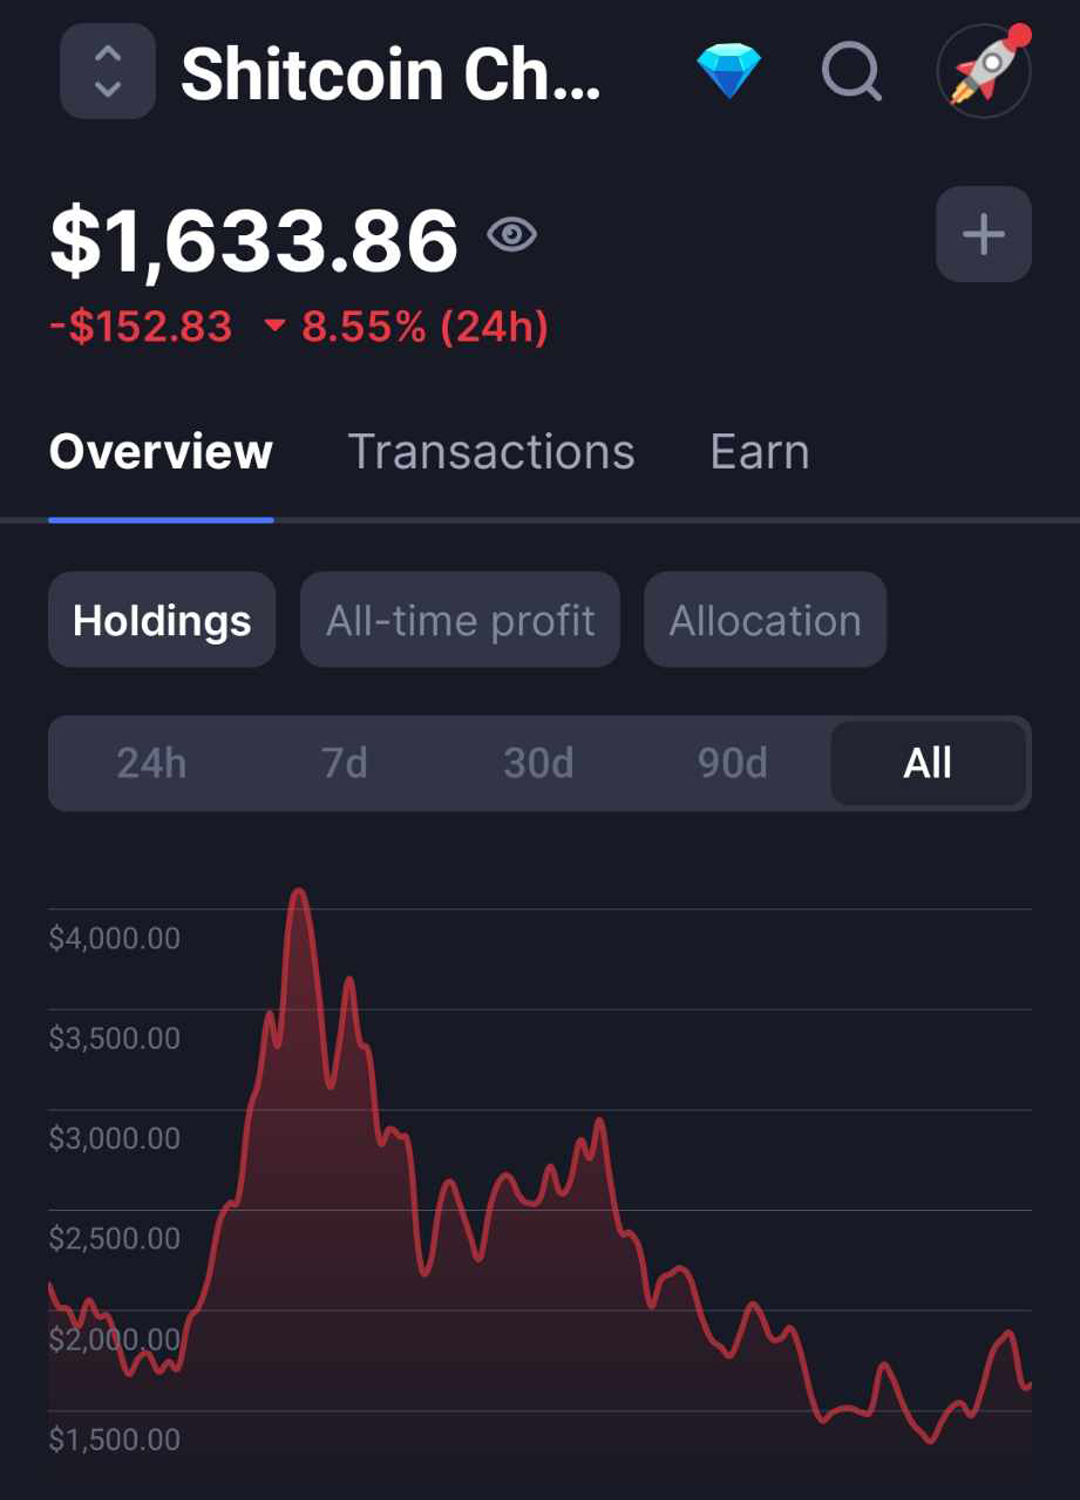 Shitcoin Ch...
$1,633.86
-$152.83 ▼ 8.55% (24h)
Overview Transactions Earn
Holdings All-time profit Allocation
24h 7d 30d 90d All
$4,000.00
$3,500.00
$3,000.00
$2,500.00
$2,000.00
$1,500.00